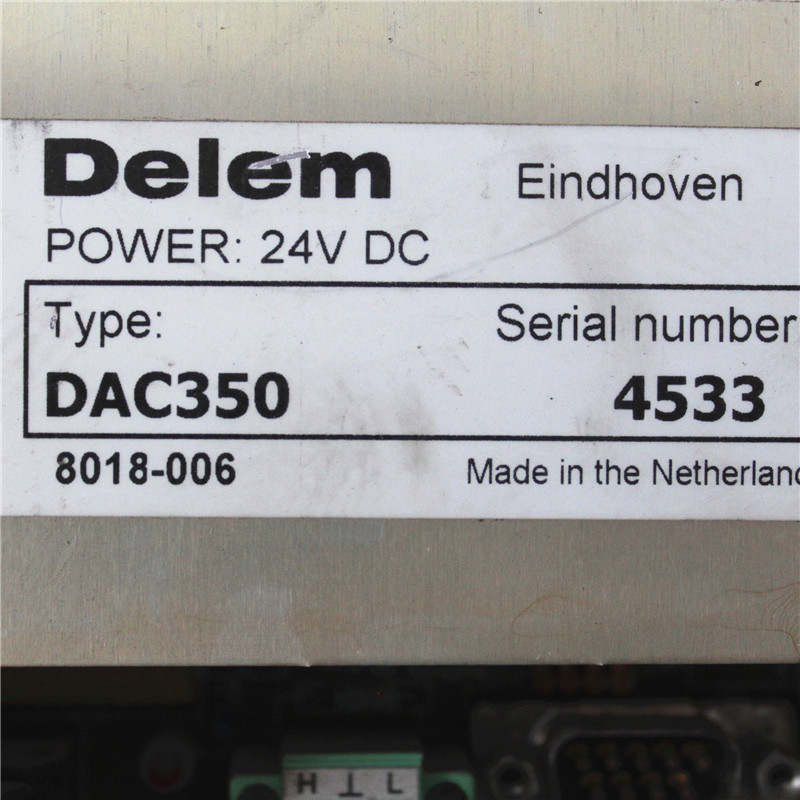 Delem Eindhoven
POWER: 24V DC
Type: Serial number
DAC350 4533
8018-006 Made in the Netherland
H ⊥ L